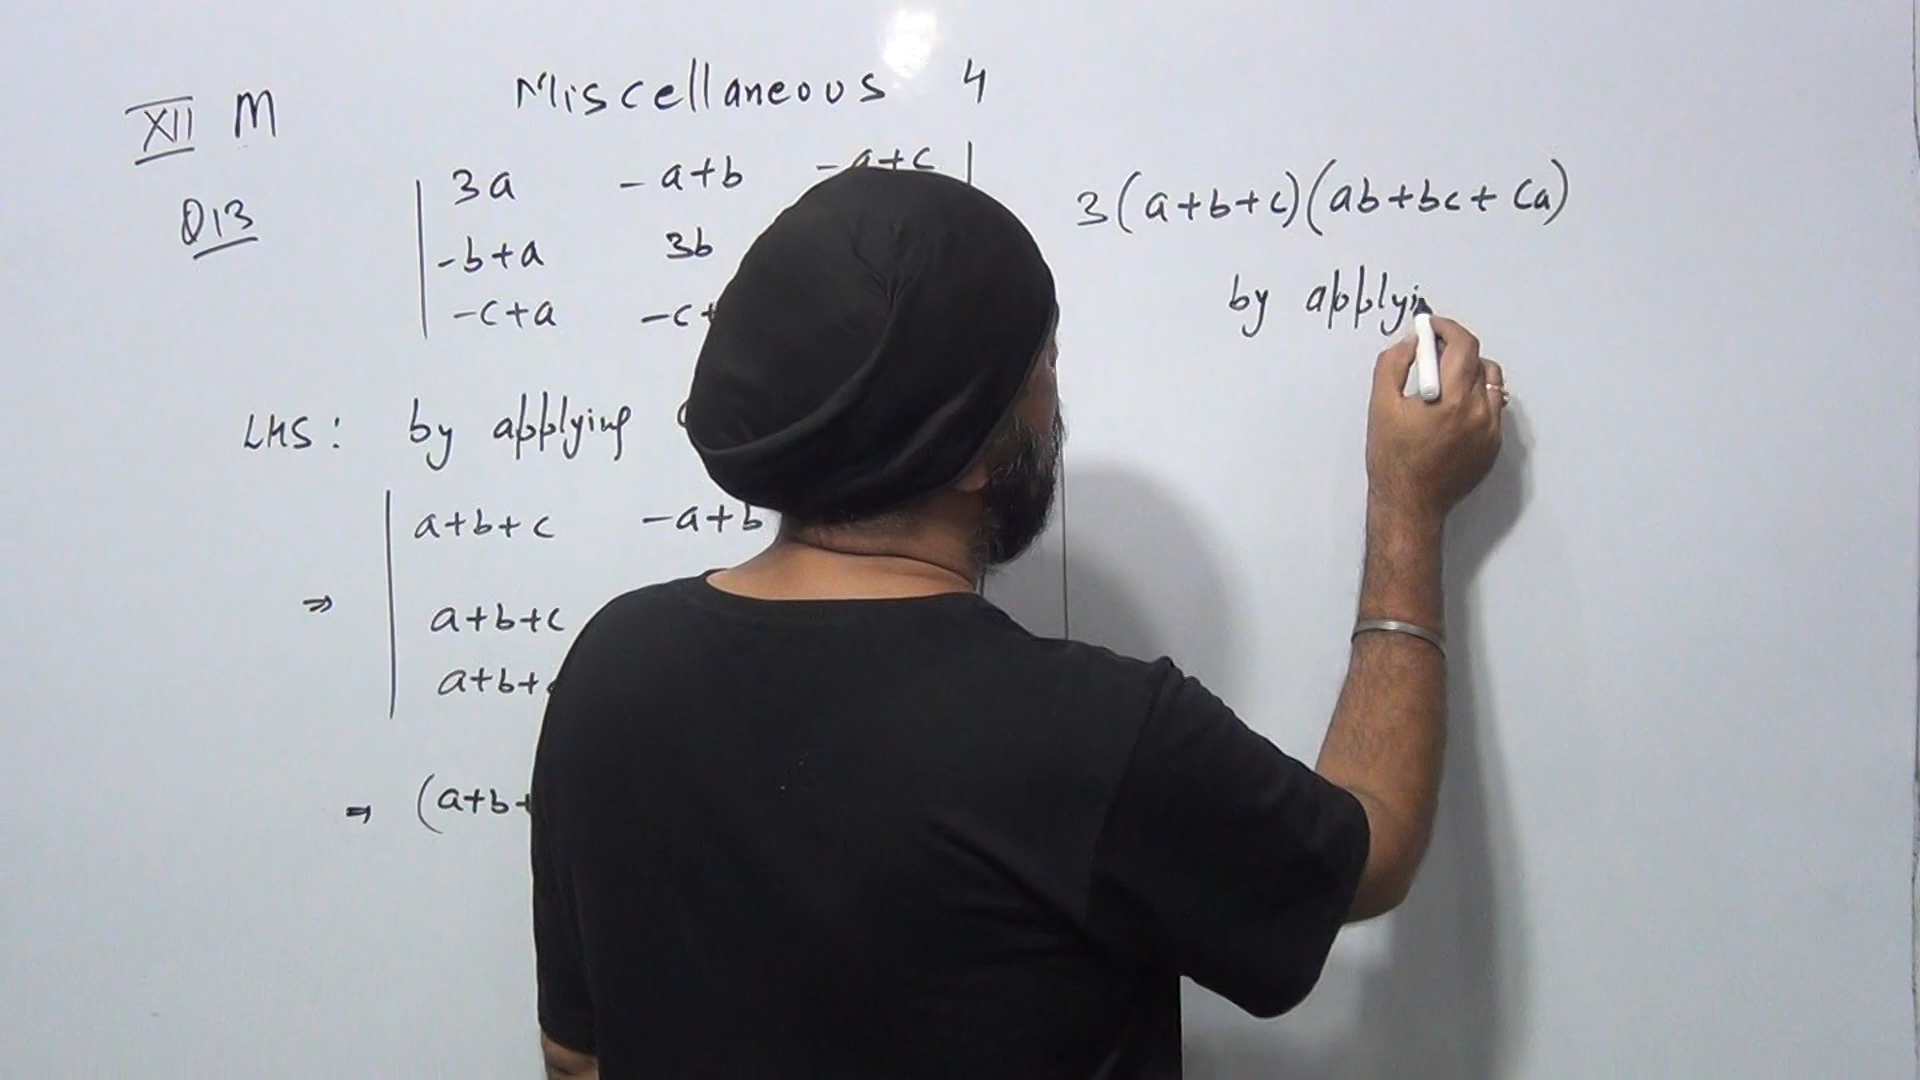 XII M
Miscellaneous 4
Q13
3a -a+b -a+c
3(a+b+c)(ab+bc+ca)
-b+a 3b
-c+a -c+
by applyi
LHS: by applying
a+b+c -a+b
⇒
a+b+c
a+b+
⇒ (a+b+